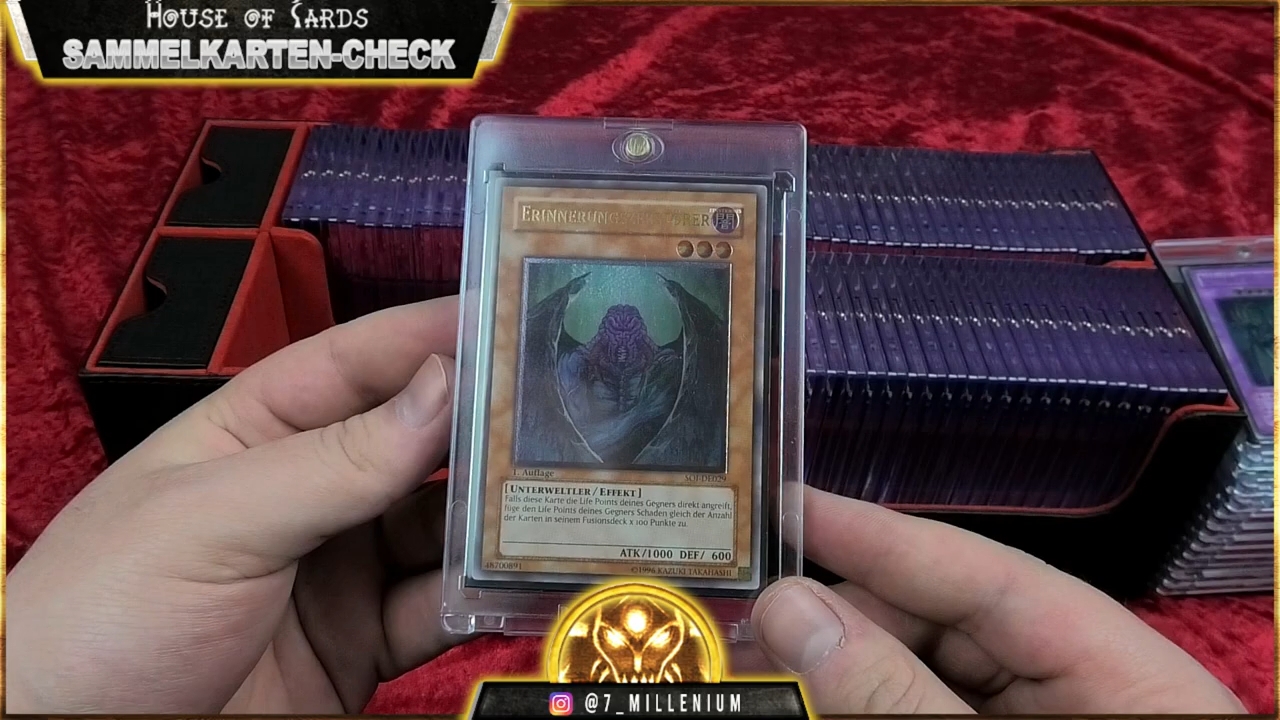 House of Cards
SAMMELKARTEN-CHECK
1. Auflage
SOI-DE029
[UNTERWELTLER / EFFEKT]
Falls diese Karte die Life Points deines Gegners direkt angreift,
füge den Life Points deines Gegners Schaden gleich der Anzahl
der Karten in seinem Fusionsdeck x 100 Punkte zu.
ATK/1000 DEF/ 600
48700891
©1996 KAZUKI TAKAHASHI
@7_MILLENIUM